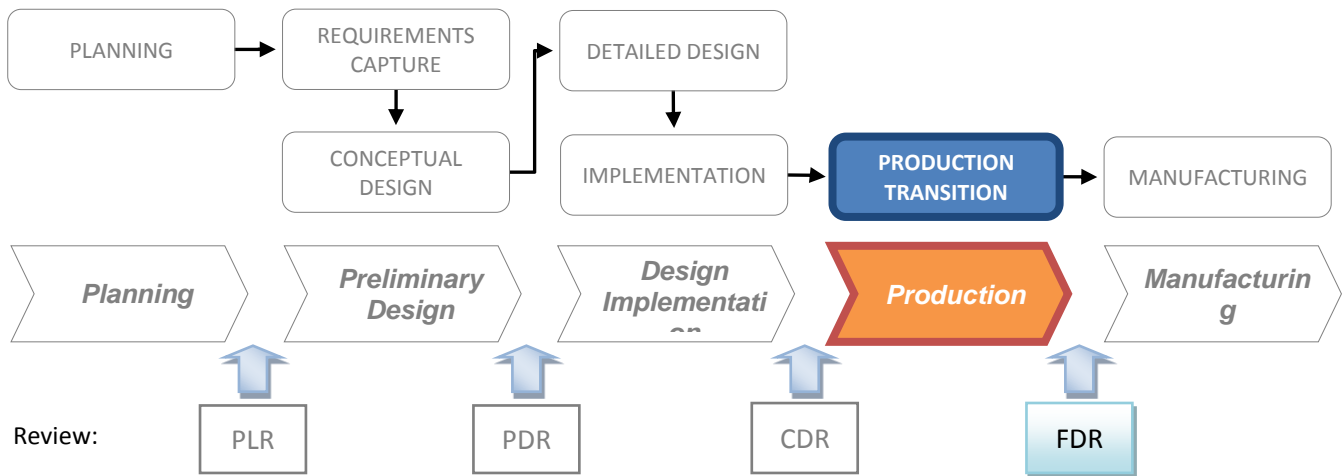 PLANNING
REQUIREMENTS
CAPTURE
DETAILED DESIGN
CONCEPTUAL
DESIGN
IMPLEMENTATION
PRODUCTION
TRANSITION
MANUFACTURING
Planning
Preliminary
Design
Design
Implementati
on
Production
Manufacturin
g
Review:
PLR
PDR
CDR
FDR